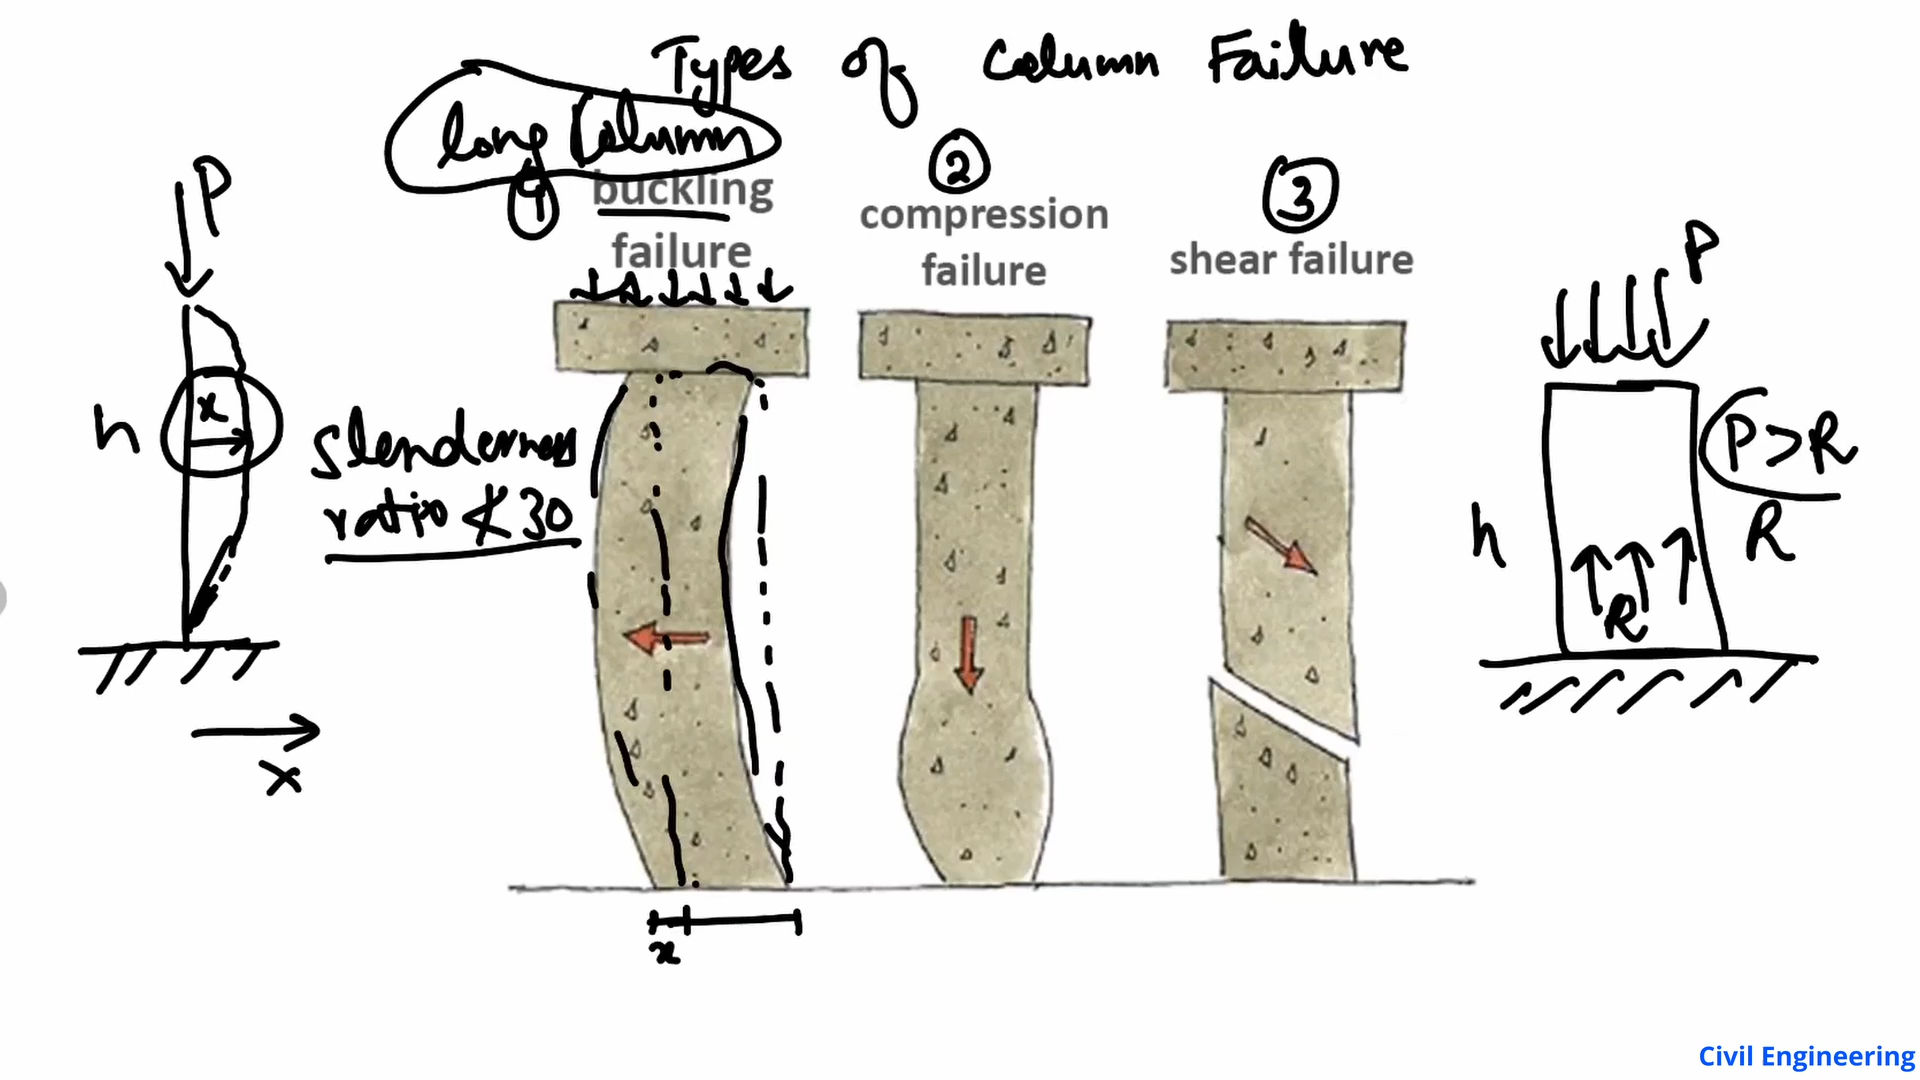 Types of Column Failure
long Column
1
buckling
failure
2
compression
failure
3
shear failure
P
h
x
Slenderness
ratio ≮ 30
x
x
P
P > R
R
h
R
Civil Engineering